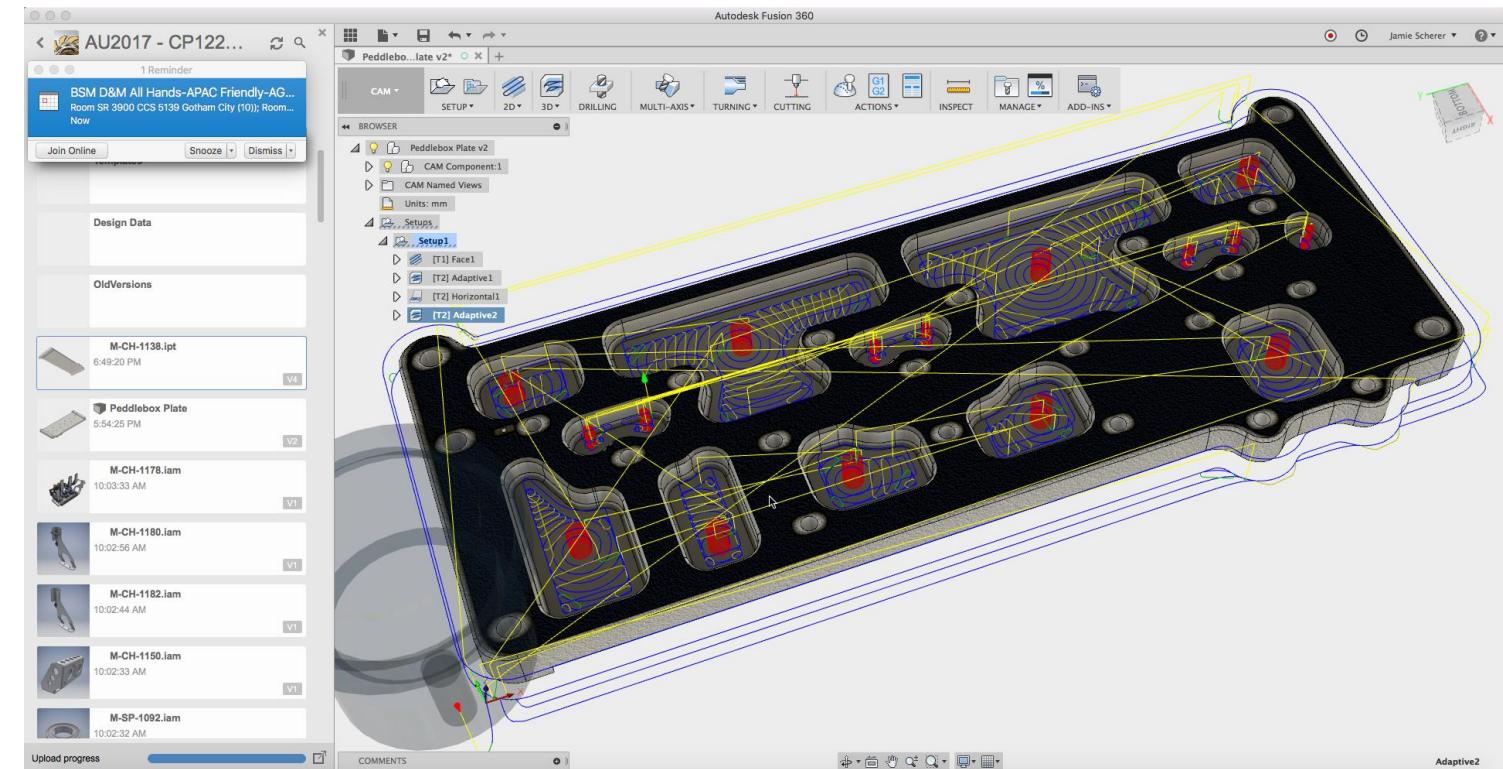 Autodesk Fusion 360
AU2017 - CP122...
1 Reminder
BSM D&M All Hands-APAC Friendly-AG...
Room SR 3900 CCS 5139 Gotham City (10)); Room...
Now
Join Online
Snooze
Dismiss
Templates
Design Data
OldVersions
M-CH-1138.ipt
6:49:20 PM
V4
Peddlebox Plate
5:54:25 PM
V2
M-CH-1178.iam
10:03:33 AM
V1
M-CH-1180.iam
10:02:56 AM
V1
M-CH-1182.iam
10:02:44 AM
V1
M-CH-1150.iam
10:02:33 AM
V1
M-SP-1092.iam
10:02:32 AM
Upload progress
Jamie Scherer
Peddlebo...late v2*
CAM
SETUP
2D
3D
DRILLING
MULTI-AXIS
TURNING
CUTTING
G1
G2
ACTIONS
INSPECT
MANAGE
ADD-INS
BROWSER
Peddlebox Plate v2
CAM Component:1
CAM Named Views
Units: mm
Setups
Setup1
[T1] Face1
[T2] Adaptive1
[T2] Horizontal1
[T2] Adaptive2
BOTTOM
RIGHT
Y
X
X
COMMENTS
Adaptive2